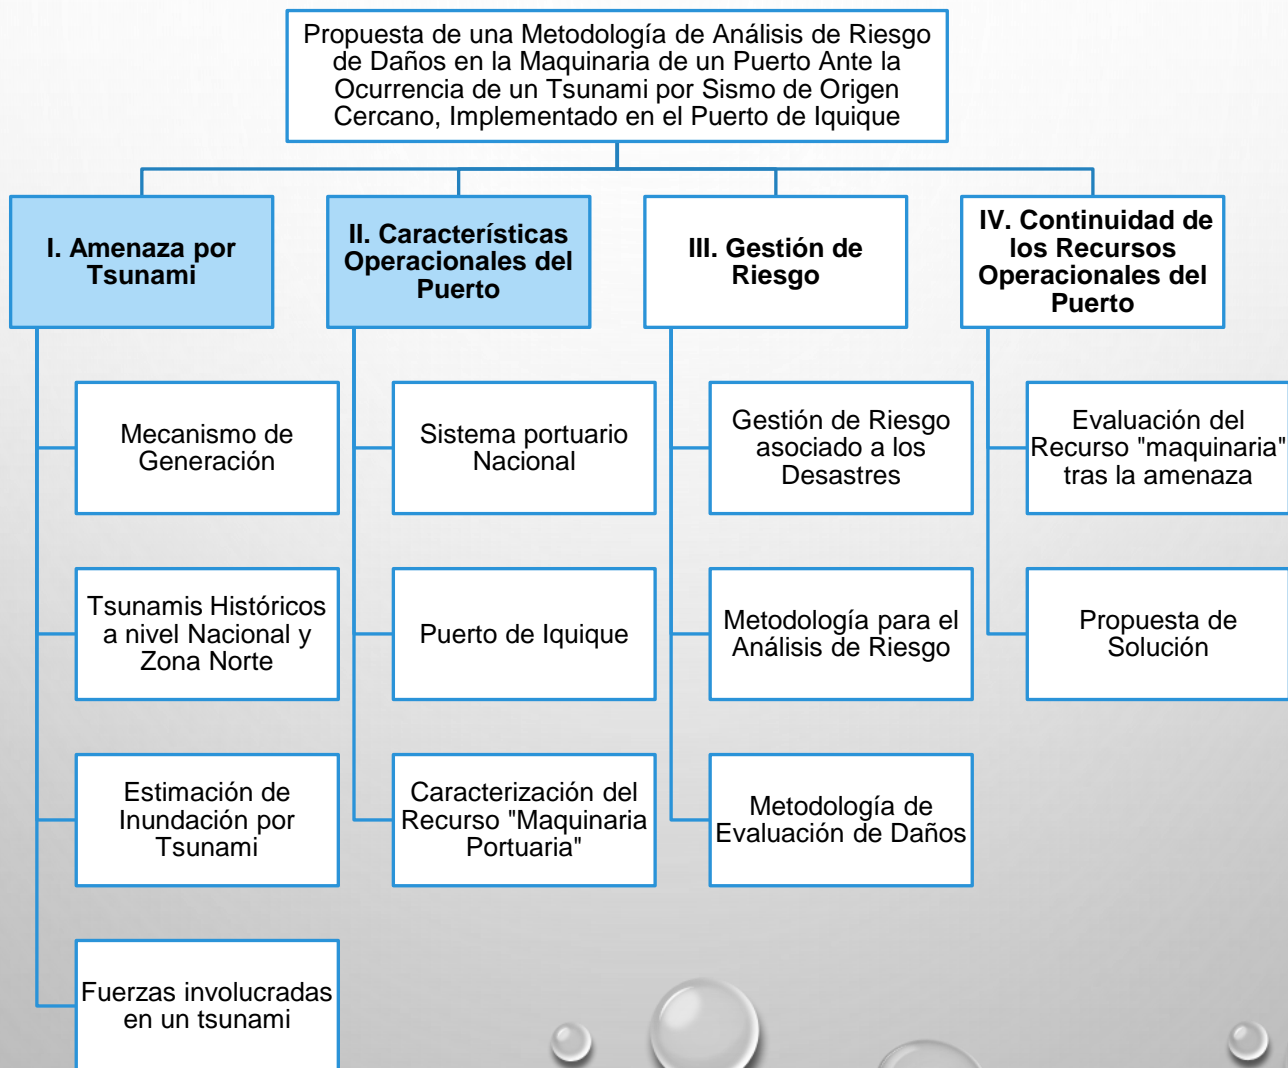 Propuesta de una Metodología de Análisis de Riesgo
de Daños en la Maquinaria de un Puerto Ante la
Ocurrencia de un Tsunami por Sismo de Origen
Cercano, Implementado en el Puerto de Iquique
I. Amenaza por
Tsunami
Mecanismo de
Generación
Tsunamis Históricos
a nivel Nacional y
Zona Norte
Estimación de
Inundación por
Tsunami
Fuerzas involucradas
en un tsunami
II. Características
Operacionales del
Puerto
Sistema portuario
Nacional
Puerto de Iquique
Caracterización del
Recurso "Maquinaria
Portuaria"
III. Gestión de
Riesgo
Gestión de Riesgo
asociado a los
Desastres
Metodología para el
Análisis de Riesgo
Metodología de
Evaluación de Daños
IV. Continuidad de
los Recursos
Operacionales del
Puerto
Evaluación del
Recurso "maquinaria"
tras la amenaza
Propuesta de
Solución